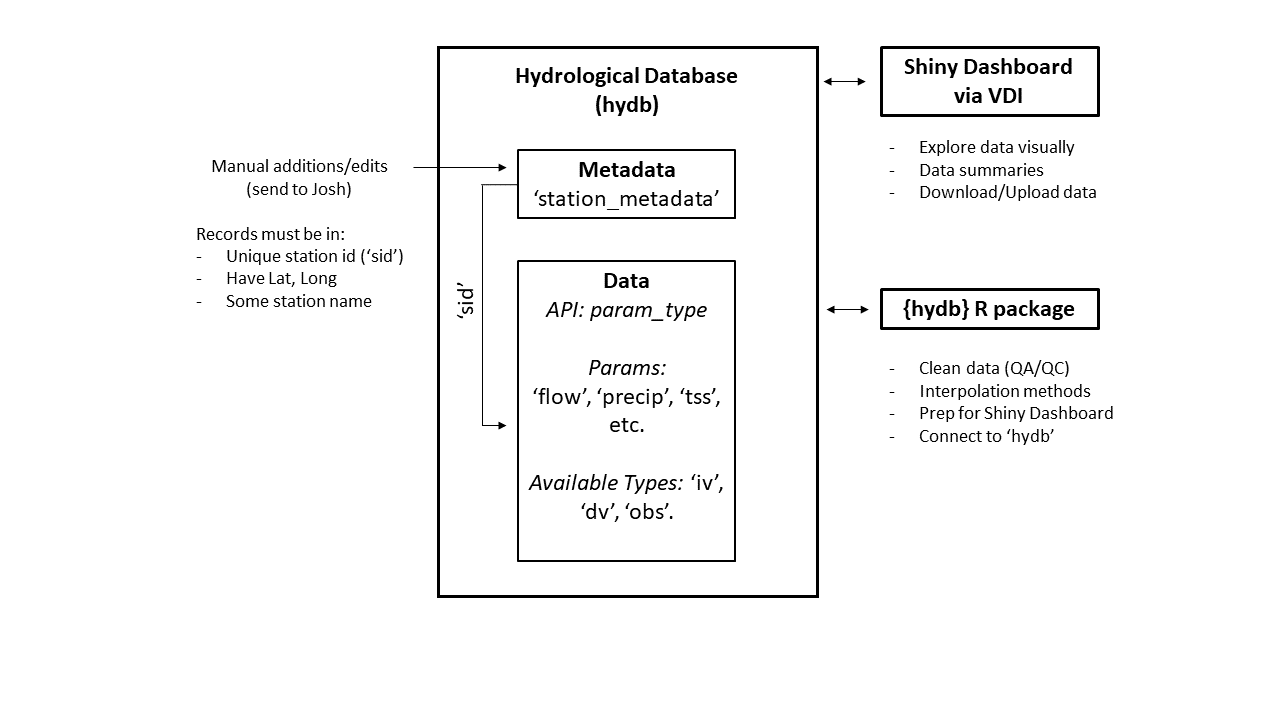 Hydrological Database
(hydb)
Manual additions/edits
(send to Josh)
Records must be in:
- Unique station id (‘sid’)
- Have Lat, Long
- Some station name
Metadata
‘station_metadata’
‘sid’
Data
API: param_type
Params:
‘flow’, ‘precip’, ‘tss’,
etc.
Available Types: ‘iv’,
‘dv’, ‘obs’.
Shiny Dashboard
via VDI
- Explore data visually
- Data summaries
- Download/Upload data
{hydb} R package
- Clean data (QA/QC)
- Interpolation methods
- Prep for Shiny Dashboard
- Connect to ‘hydb’